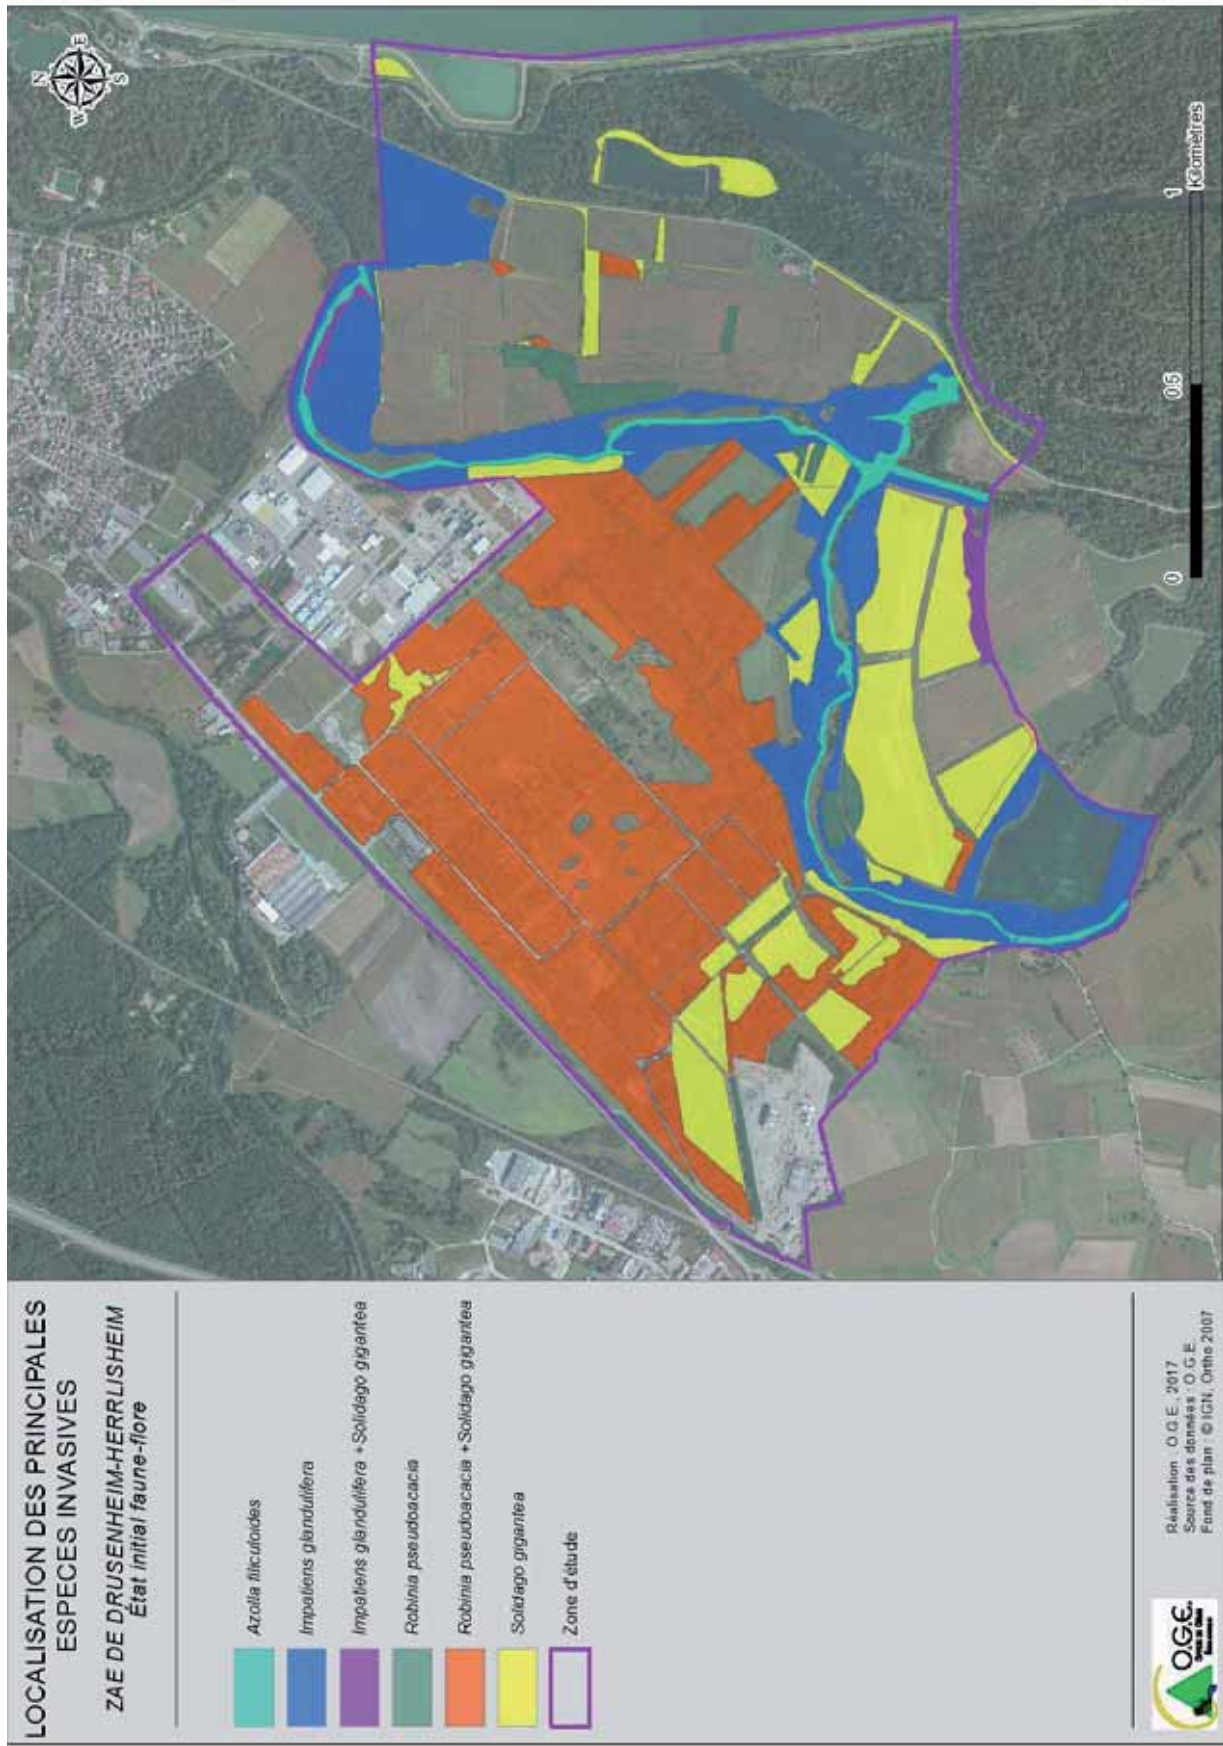 LOCALISATION DES PRINCIPALES
ESPECES INVASIVES
ZAE DE DRUSENHEIM-HERRLISHEIM
État initial faune-flore
Azolla filiculoides
Impatiens glandulifera
Impatiens glandulifera + Solidago gigantea
Robinia pseudoacacia
Robinia pseudoacacia + Solidago gigantea
Solidago gigantea
Zone d'étude
O.G.E.
Réalisation : O.G.E., 2017
Source des données : O.G.E.
Fond de plan : © IGN, Ortho 2007
N
E
S
W
0
0.5
1
Kilomètres